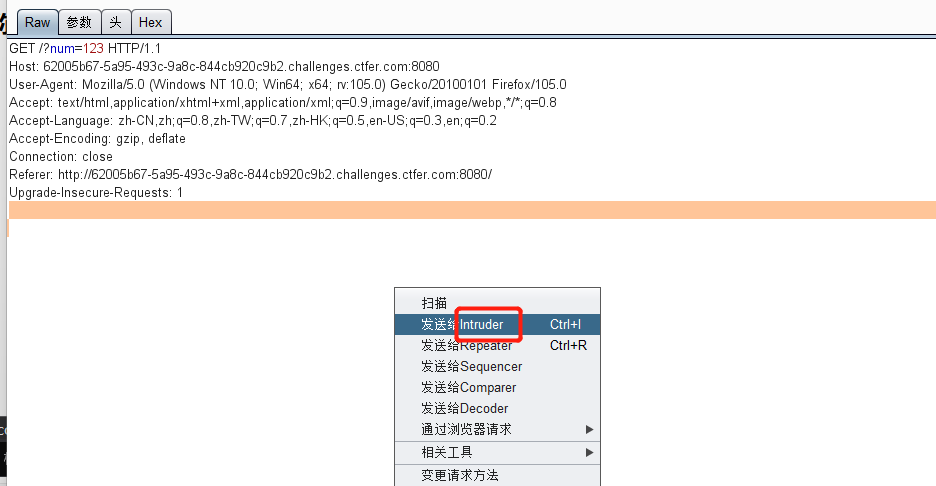 Raw 参数 头 Hex
GET /?num=123 HTTP/1.1
Host: 62005b67-5a95-493c-9a8c-844cb920c9b2.challenges.ctfer.com:8080
User-Agent: Mozilla/5.0 (Windows NT 10.0; Win64; x64; rv:105.0) Gecko/20100101 Firefox/105.0
Accept: text/html,application/xhtml+xml,application/xml;q=0.9,image/avif,image/webp,*/*;q=0.8
Accept-Language: zh-CN,zh;q=0.8,zh-TW;q=0.7,zh-HK;q=0.5,en-US;q=0.3,en;q=0.2
Accept-Encoding: gzip, deflate
Connection: close
Referer: http://62005b67-5a95-493c-9a8c-844cb920c9b2.challenges.ctfer.com:8080/
Upgrade-Insecure-Requests: 1
扫描
发送给Intruder Ctrl+I
发送给Repeater Ctrl+R
发送给Sequencer
发送给Comparer
发送给Decoder
通过浏览器请求
相关工具
变更请求方法